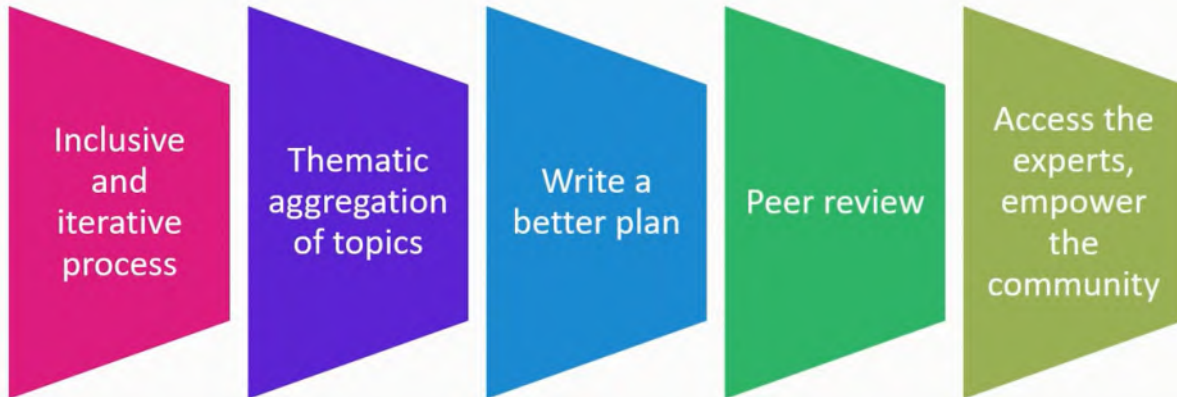 Inclusive
and
iterative
process
Thematic
aggregation
of topics
Write a
better plan
Peer review
Access the
experts,
empower
the
community